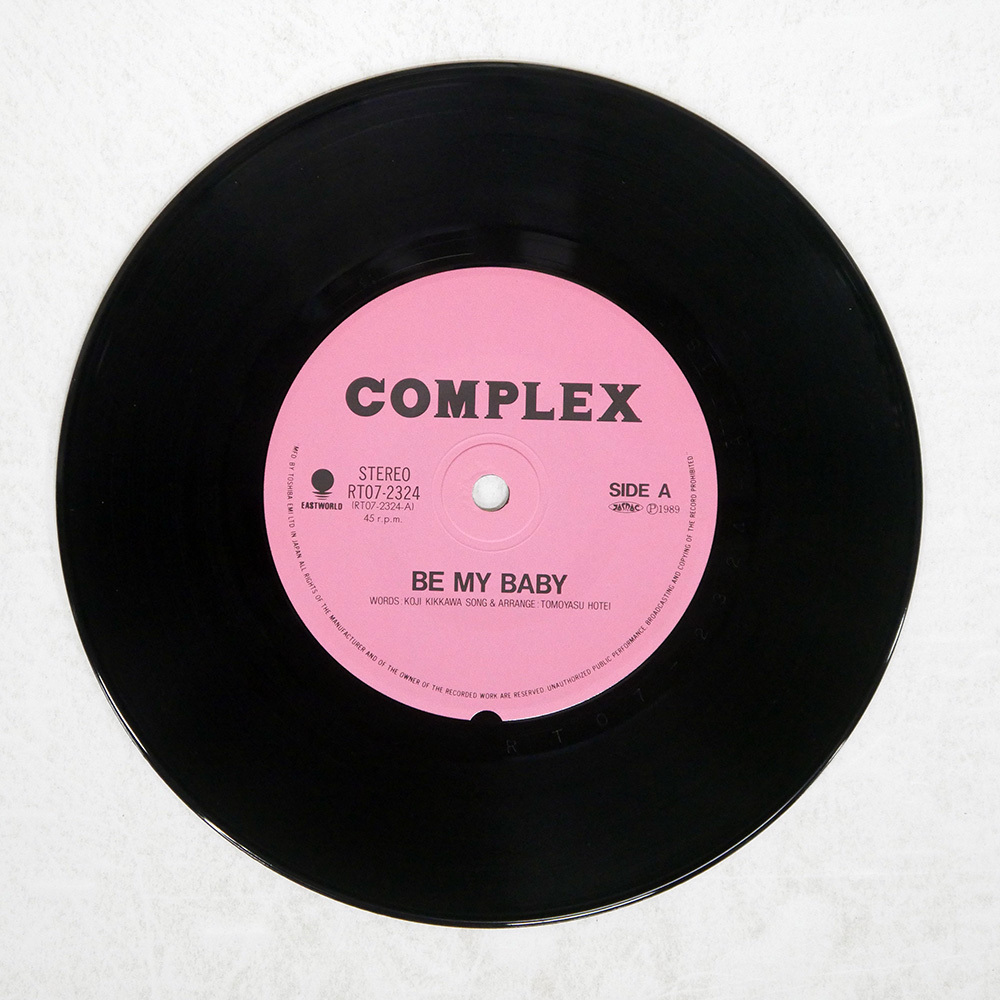 COMPLEX
EASTWORLD
STEREO
RT07-2324
(RT07-2324-A)
45 r.p.m.
SIDE A
JASRAC Ⓟ1989
BE MY BABY
WORDS : KOJI KIKKAWA SONG & ARRANGE : TOMOYASU HOTEI
MF'D BY TOSHIBA EMI LTD. IN JAPAN ALL RIGHTS OF THE MANUFACTURER AND OF THE OWNER OF THE RECORDED WORK ARE RESERVED. UNAUTHORIZED PUBLIC PERFORMANCE, BROADCASTING AND COPYING OF THE RECORD PROHIBITED.